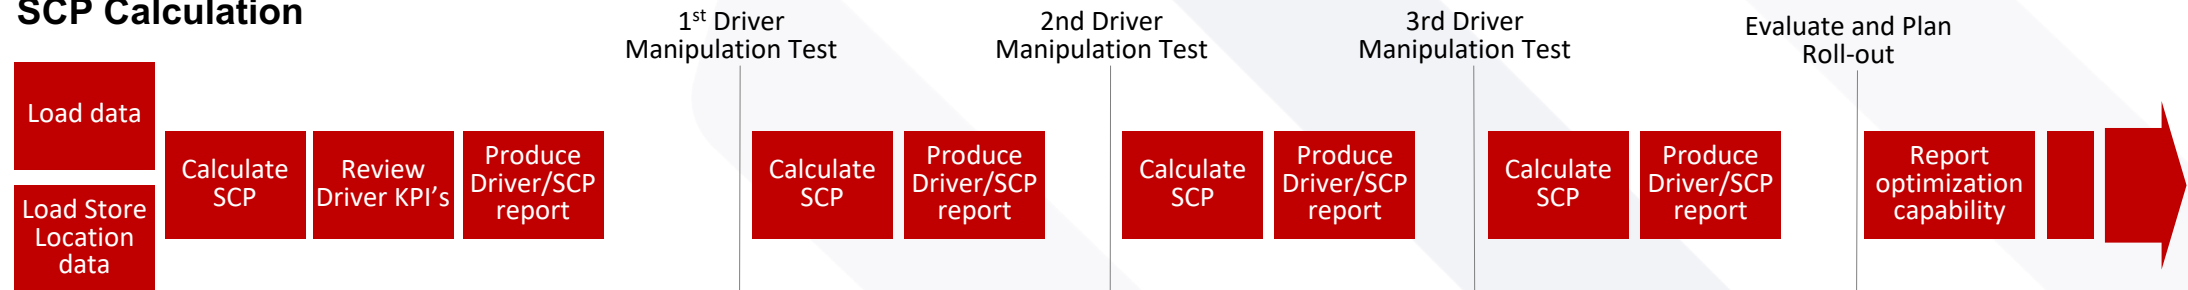 SCP Calculation
1st Driver
Manipulation Test
2nd Driver
Manipulation Test
3rd Driver
Manipulation Test
Evaluate and Plan
Roll-out
Load data
Load Store
Location
data
Calculate
SCP
Review
Driver KPI’s
Produce
Driver/SCP
report
Calculate
SCP
Produce
Driver/SCP
report
Calculate
SCP
Produce
Driver/SCP
report
Calculate
SCP
Produce
Driver/SCP
report
Report
optimization
capability